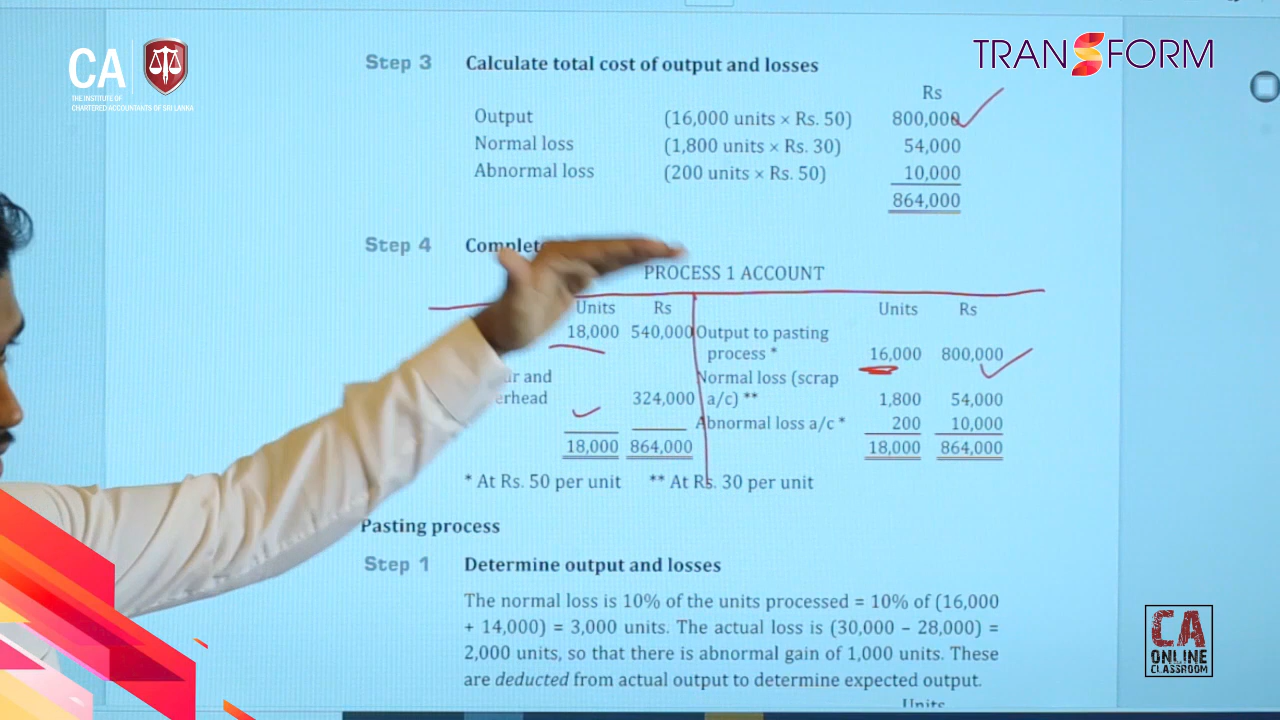 CA
THE INSTITUTE OF
CHARTERED ACCOUNTANTS OF SRI LANKA
TRANSFORM
Step 3 Calculate total cost of output and losses
Rs
Output (16,000 units × Rs. 50) 800,000
Normal loss (1,800 units × Rs. 30) 54,000
Abnormal loss (200 units × Rs. 50) 10,000
864,000
Step 4
PROCESS 1 ACCOUNT
Units Rs Units Rs
18,000 540,000 Output to pasting
process * 16,000 800,000
and Normal loss (scrap
324,000 a/c) ** 1,800 54,000
Abnormal loss a/c * 200 10,000
18,000 864,000 18,000 864,000
* At Rs. 50 per unit ** At Rs. 30 per unit
Pasting process
Step 1 Determine output and losses
The normal loss is 10% of the units processed = 10% of (16,000
+ 14,000) = 3,000 units. The actual loss is (30,000 – 28,000) =
2,000 units, so that there is abnormal gain of 1,000 units. These
are deducted from actual output to determine expected output.
Units
CA
ONLINE
CLASSROOM